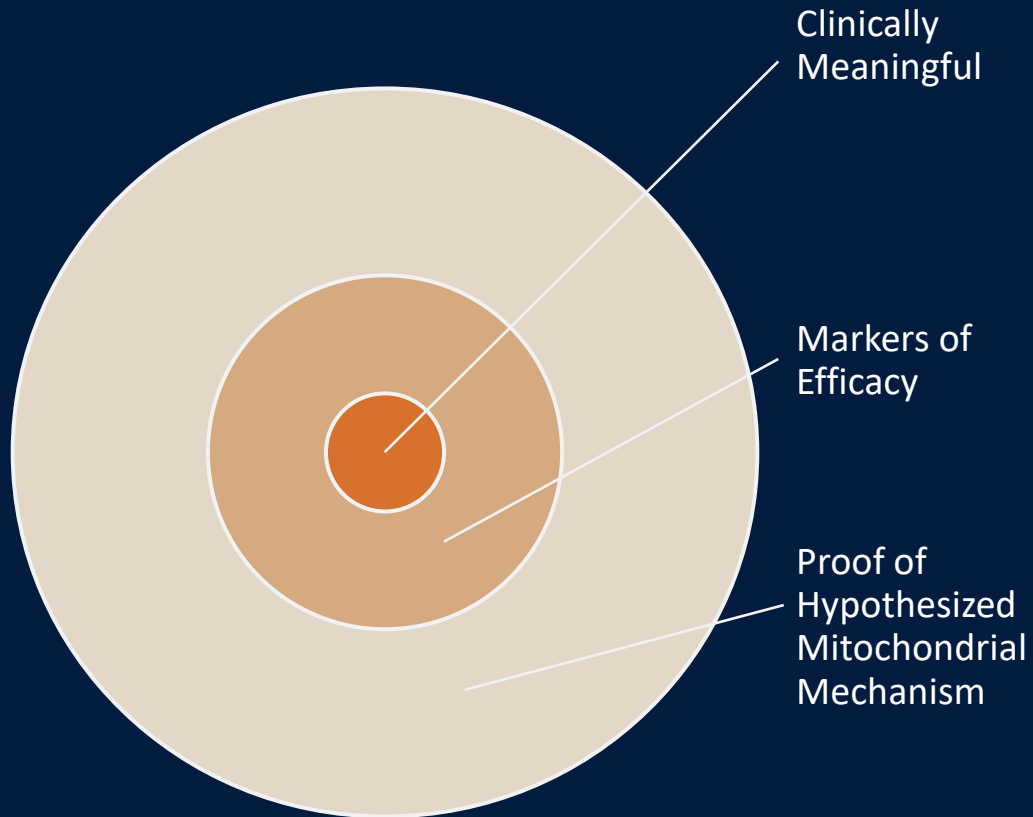 Clinically
Meaningful
Markers of
Efficacy
Proof of
Hypothesized
Mitochondrial
Mechanism